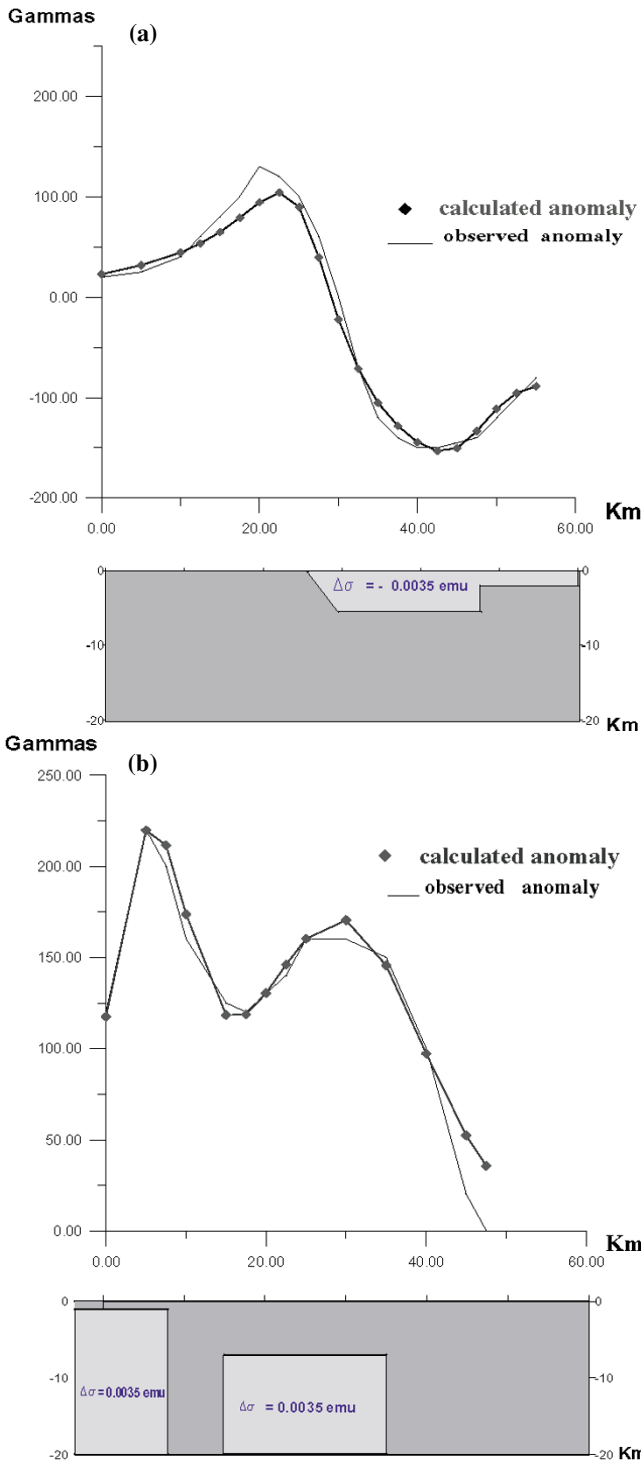 Gammas
(a)
200.00
100.00
calculated anomaly
observed anomaly
0.00
-100.00
-200.00
0.00 20.00 40.00 60.00
Km
0 0
Δσ = - 0.0035 emu
-10 -10
-20 -20
Km
Gammas
(b)
250.00
200.00
calculated anomaly
observed anomaly
150.00
100.00
50.00
0.00
0.00 20.00 40.00 60.00
Km
0 0
-10 -10
Δσ = 0.0035 emu
Δσ = 0.0035 emu
-20 -20
Km